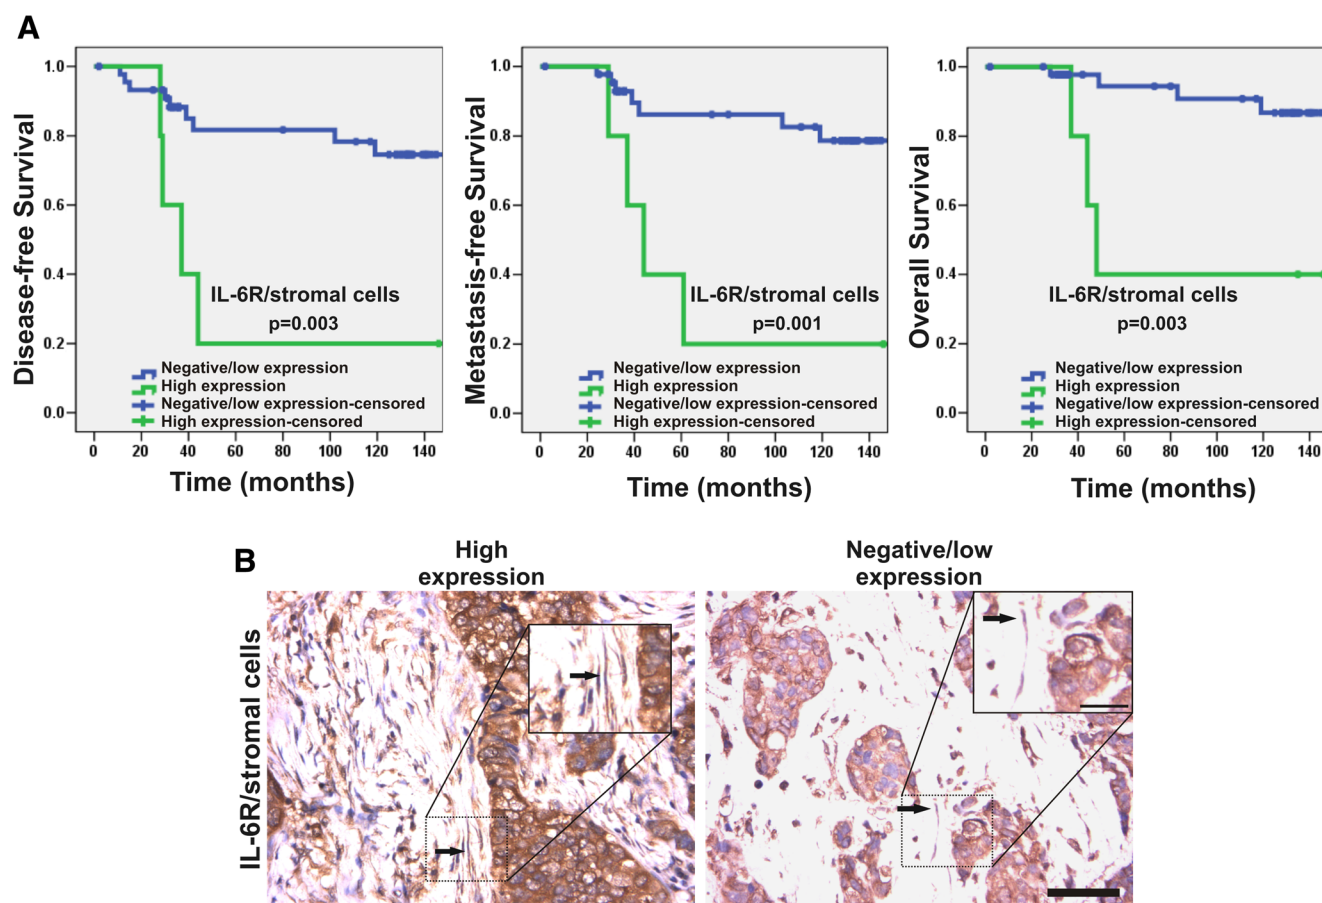 A
Disease-free Survival
1.0
0.8
0.6
0.4
0.2
0.0
IL-6R/stromal cells
p=0.003
Negative/low expression
High expression
Negative/low expression-censored
High expression-censored
0 20 40 60 80 100 120 140
Time (months)
Metastasis-free Survival
1.0
0.8
0.6
0.4
0.2
0.0
IL-6R/stromal cells
p=0.001
Negative/low expression
High expression
Negative/low expression-censored
High expression-censored
0 20 40 60 80 100 120 140
Time (months)
Overall Survival
1.0
0.8
0.6
0.4
0.2
0.0
IL-6R/stromal cells
p=0.003
Negative/low expression
High expression
Negative/low expression-censored
High expression-censored
0 20 40 60 80 100 120 140
Time (months)
B
High
expression
Negative/low
expression
IL-6R/stromal cells